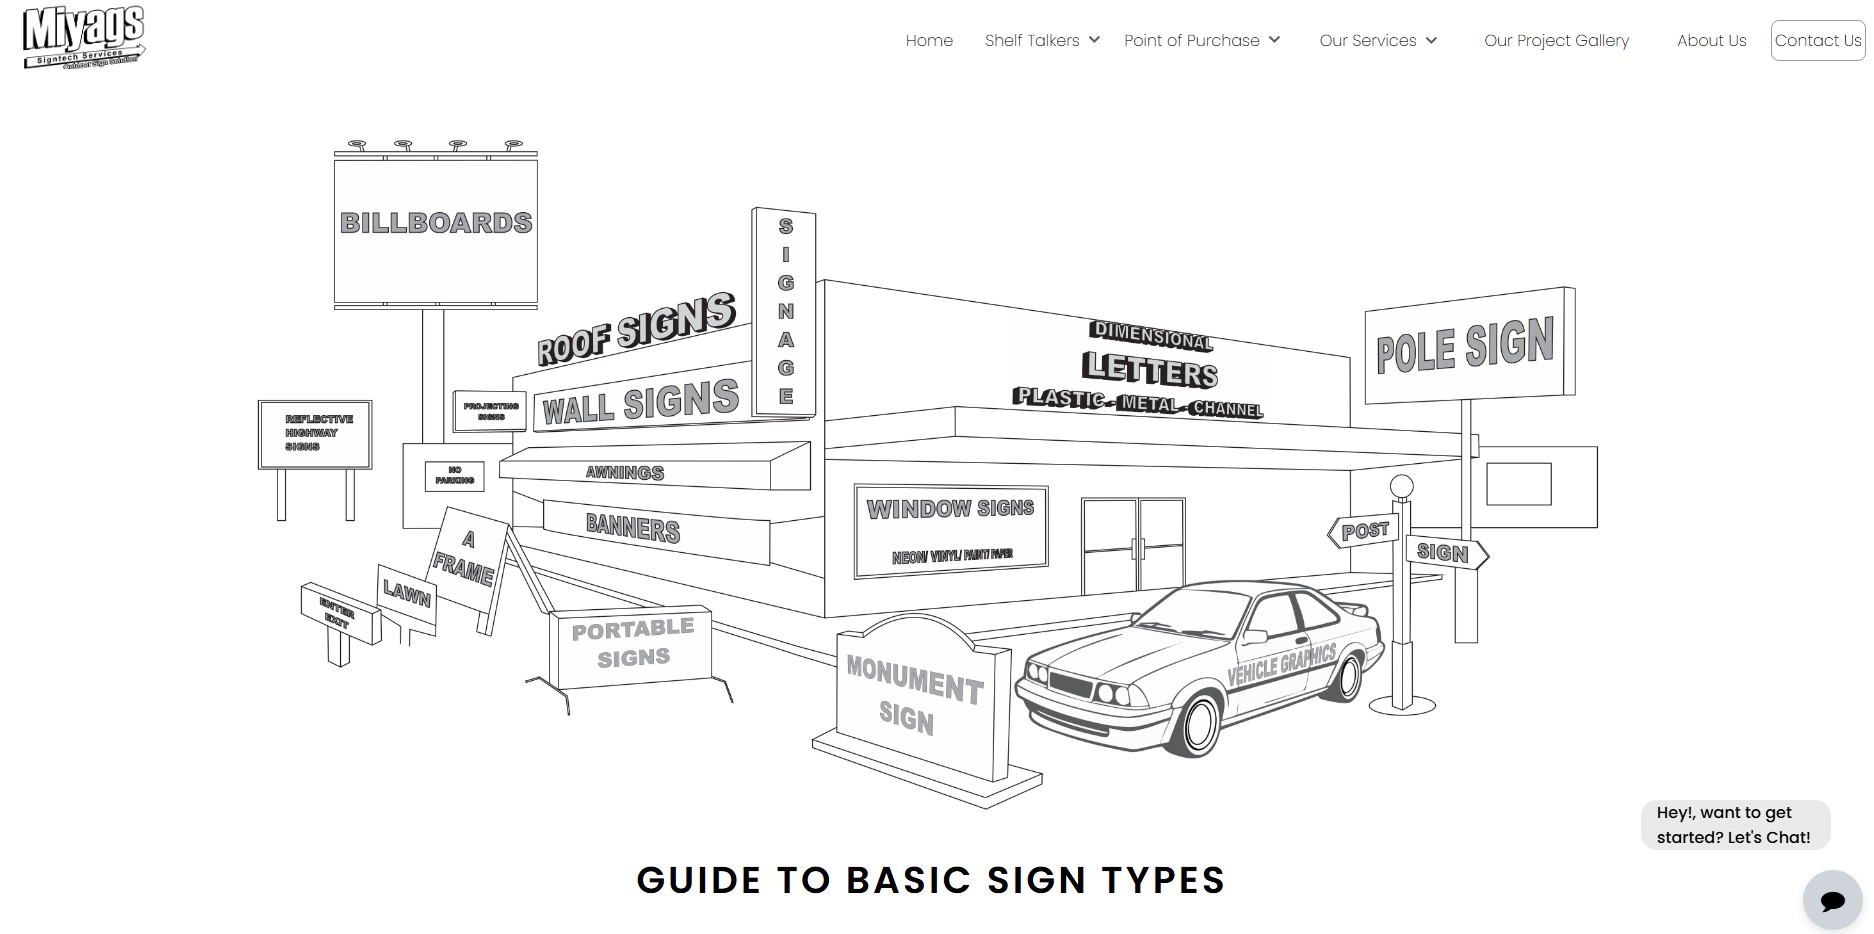 Miyags
Signtech Services
Outdoor Sign Solution
Home
Shelf Talkers
Point of Purchase
Our Services
Our Project Gallery
About Us
Contact Us
BILLBOARDS
SIGNAGE
ROOF SIGNS
WALL SIGNS
DIMENSIONAL
LETTERS
PLASTIC - METAL - CHANNEL
POLE SIGN
PROJECTING
SIGNS
REFLECTIVE
HIGHWAY
SIGNS
NO
PARKING
AWNINGS
BANNERS
WINDOW SIGNS
NEON/ VINYL/ PAINT/ PAPER
POST
SIGN
A
FRAME
LAWN
ENTER
EXIT
PORTABLE
SIGNS
MONUMENT
SIGN
VEHICLE GRAPHICS
Hey!, want to get
started? Let's Chat!
GUIDE TO BASIC SIGN TYPES